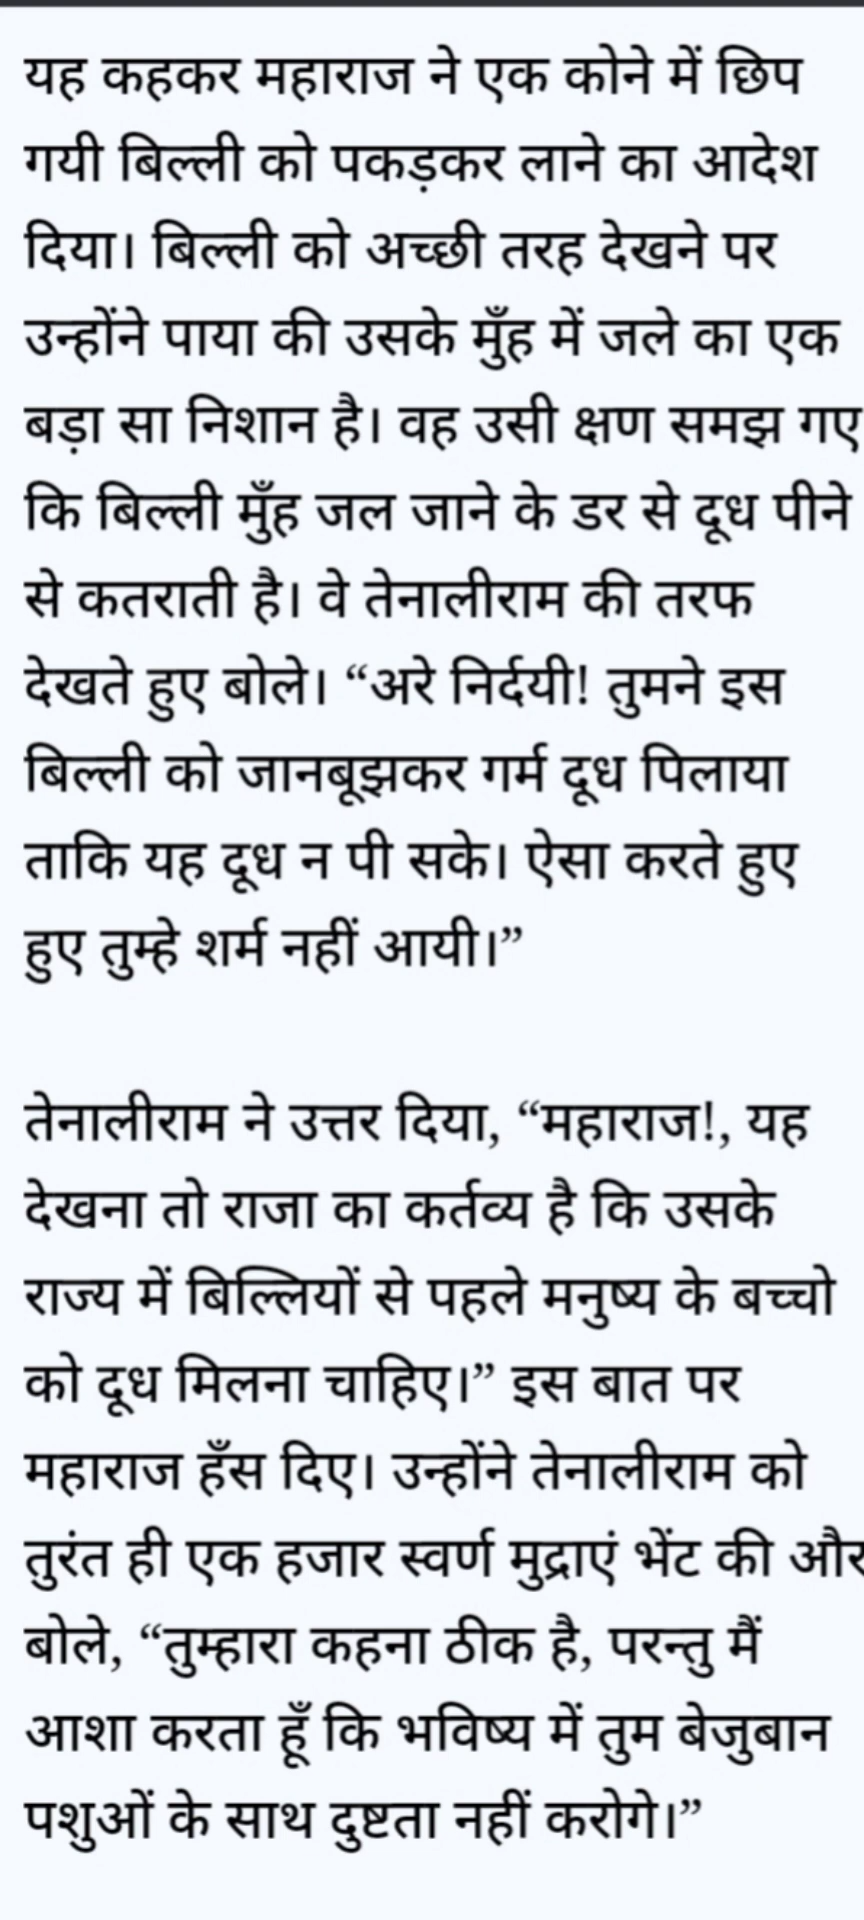 यह कहकर महाराज ने एक कोने में छिप
गयी बिल्ली को पकड़कर लाने का आदेश
दिया। बिल्ली को अच्छी तरह देखने पर
उन्होंने पाया की उसके मुँह में जले का एक
बड़ा सा निशान है। वह उसी क्षण समझ गए
कि बिल्ली मुँह जल जाने के डर से दूध पीने
से कतराती है। वे तेनालीराम की तरफ
देखते हुए बोले। “अरे निर्दयी! तुमने इस
बिल्ली को जानबूझकर गर्म दूध पिलाया
ताकि यह दूध न पी सके। ऐसा करते हुए
हुए तुम्हे शर्म नहीं आयी।”
तेनालीराम ने उत्तर दिया, “महाराज!, यह
देखना तो राजा का कर्तव्य है कि उसके
राज्य में बिल्लियों से पहले मनुष्य के बच्चो
को दूध मिलना चाहिए।” इस बात पर
महाराज हँस दिए। उन्होंने तेनालीराम को
तुरंत ही एक हजार स्वर्ण मुद्राएं भेंट की और
बोले, “तुम्हारा कहना ठीक है, परन्तु मैं
आशा करता हूँ कि भविष्य में तुम बेजुबान
पशुओं के साथ दुष्टता नहीं करोगे।”